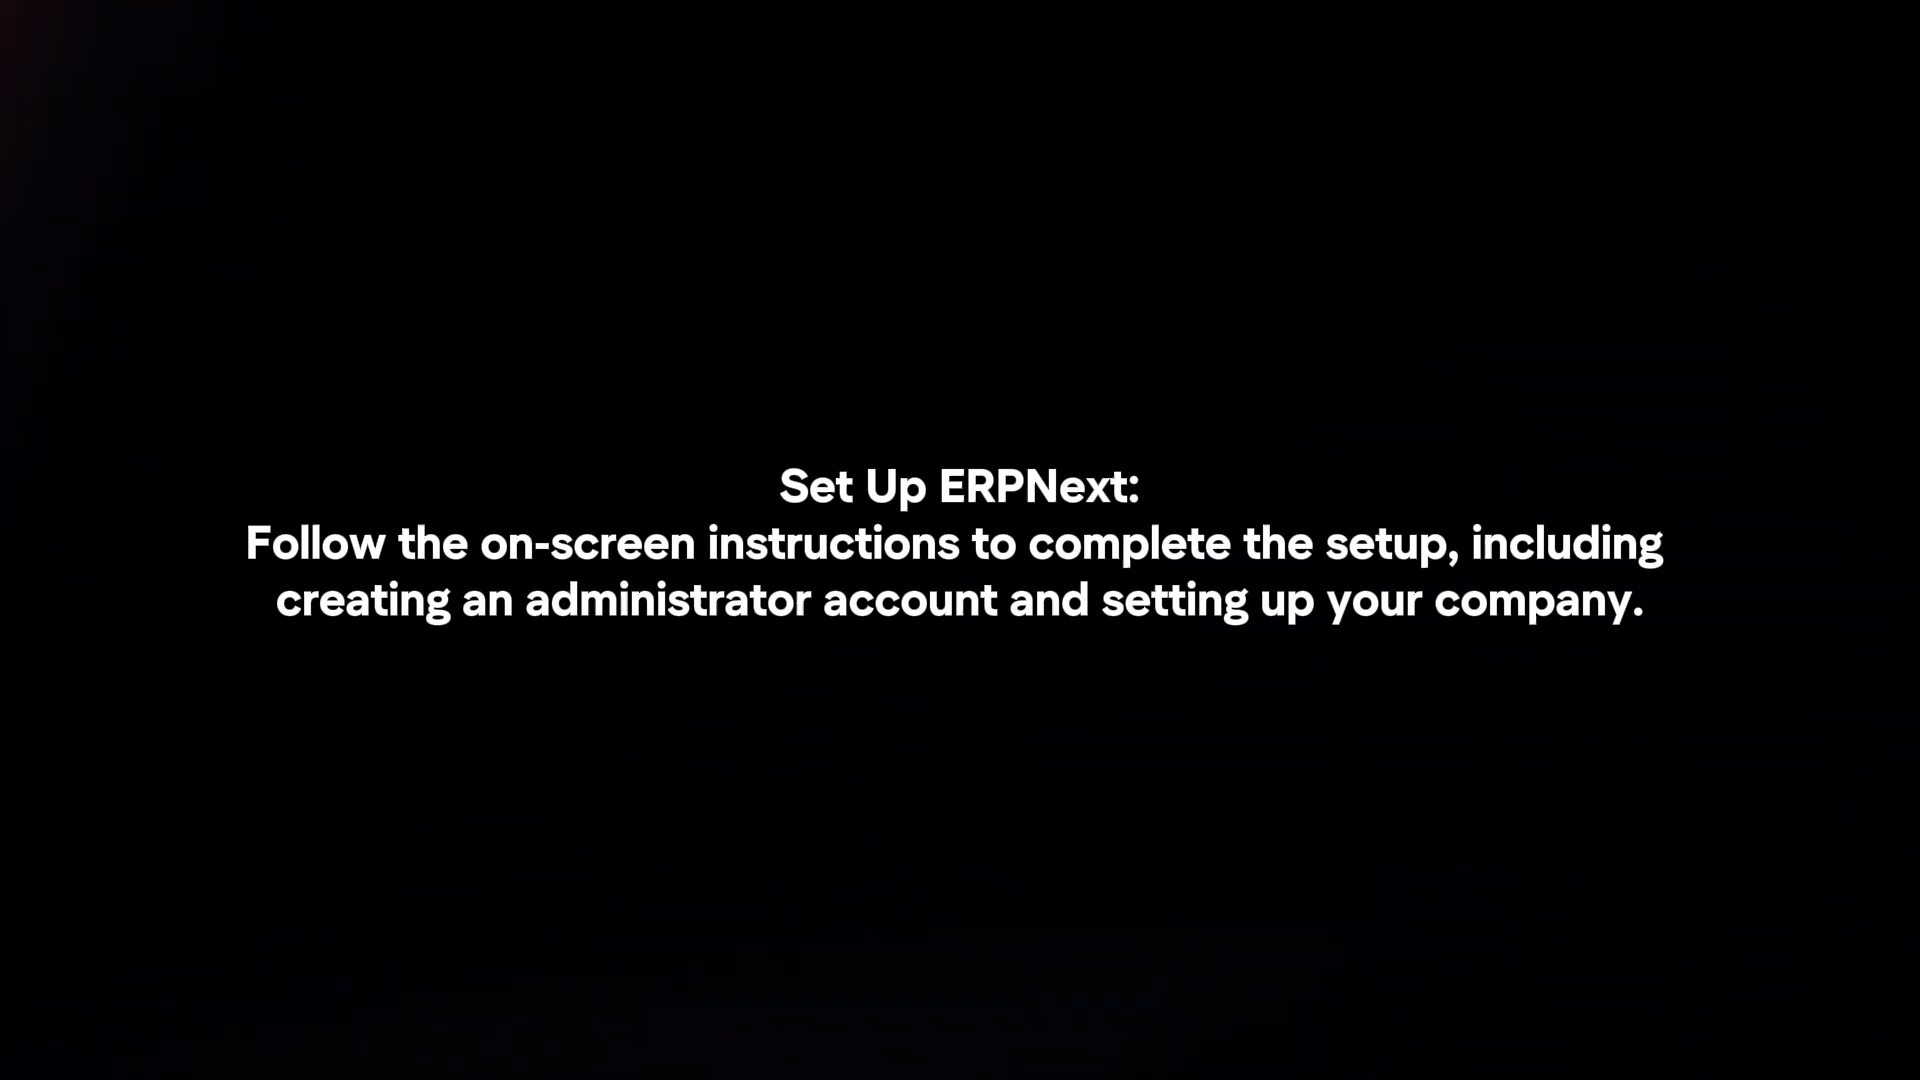 Set Up ERPNext:
Follow the on-screen instructions to complete the setup, including
creating an administrator account and setting up your company.